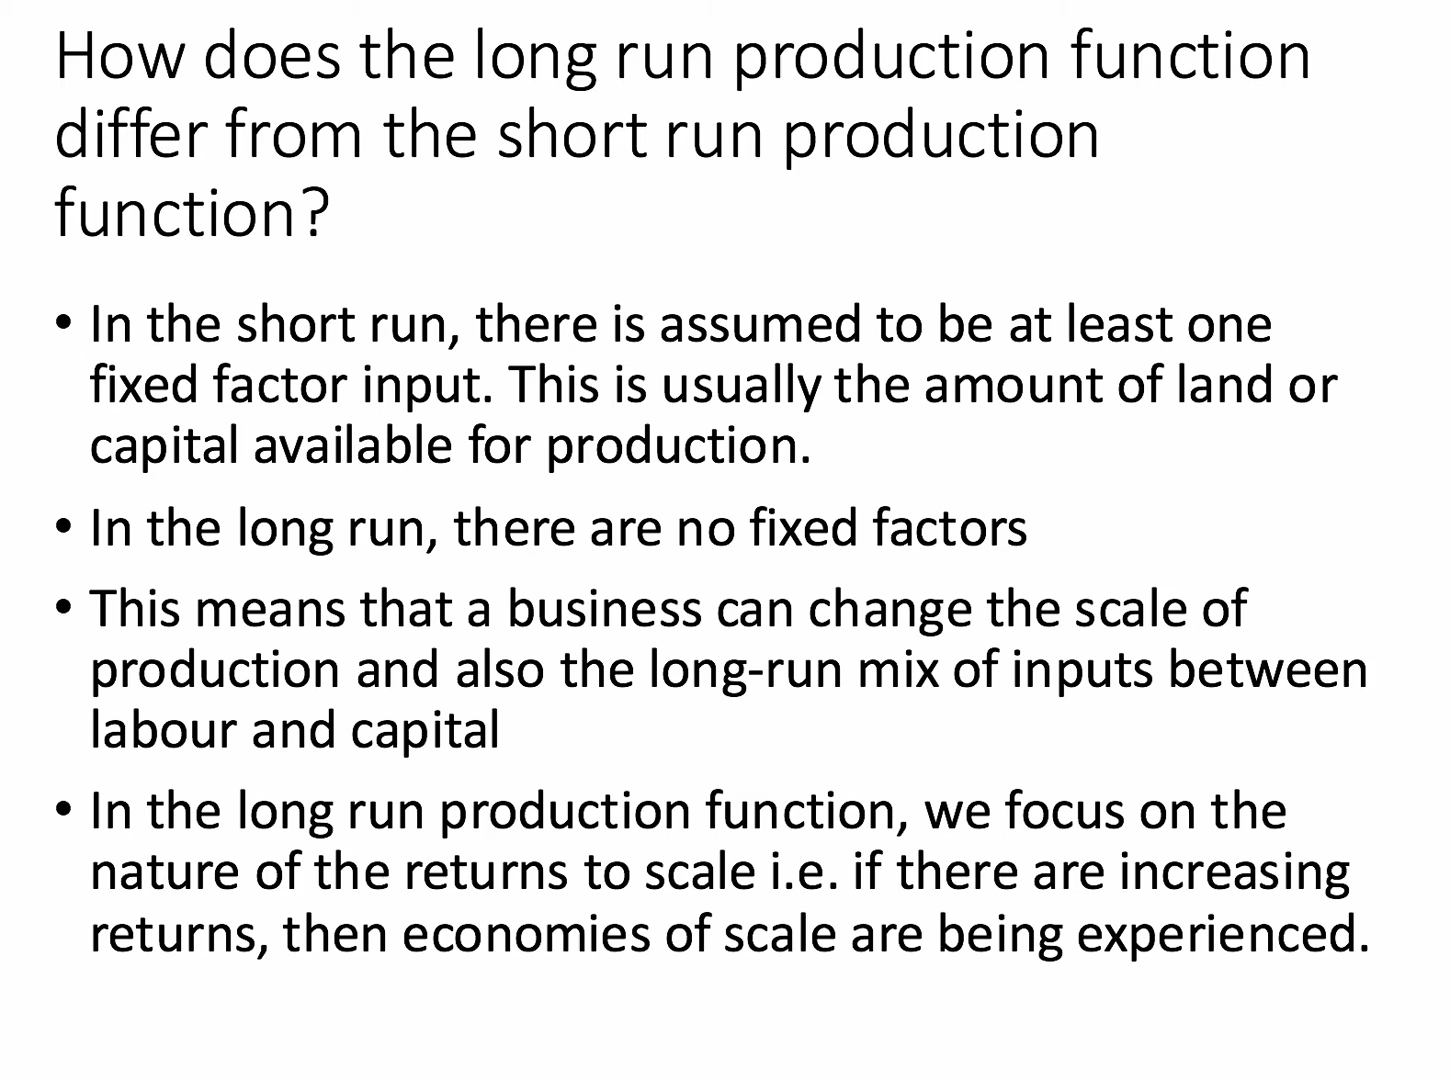 How does the long run production function
differ from the short run production
function?
• In the short run, there is assumed to be at least one
fixed factor input. This is usually the amount of land or
capital available for production.
• In the long run, there are no fixed factors
• This means that a business can change the scale of
production and also the long-run mix of inputs between
labour and capital
• In the long run production function, we focus on the
nature of the returns to scale i.e. if there are increasing
returns, then economies of scale are being experienced.